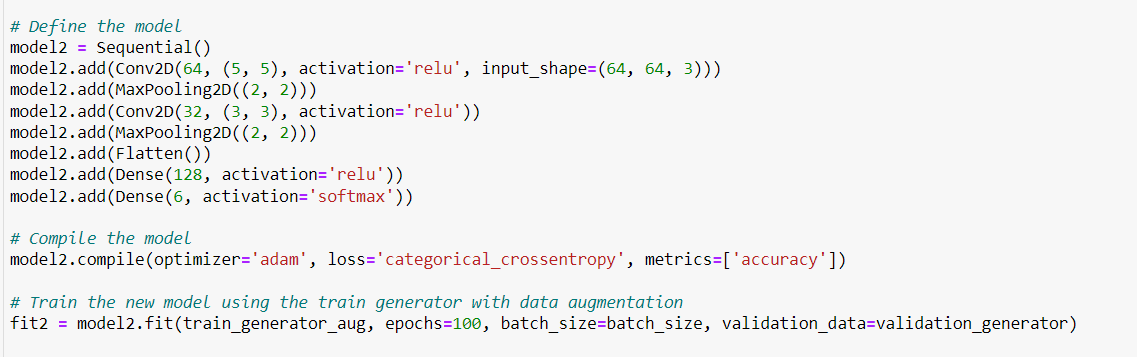 # Define the model
model2 = Sequential()
model2.add(Conv2D(64, (5, 5), activation='relu', input_shape=(64, 64, 3)))
model2.add(MaxPooling2D((2, 2)))
model2.add(Conv2D(32, (3, 3), activation='relu'))
model2.add(MaxPooling2D((2, 2)))
model2.add(Flatten())
model2.add(Dense(128, activation='relu'))
model2.add(Dense(6, activation='softmax'))
# Compile the model
model2.compile(optimizer='adam', loss='categorical_crossentropy', metrics=['accuracy'])
# Train the new model using the train generator with data augmentation
fit2 = model2.fit(train_generator_aug, epochs=100, batch_size=batch_size, validation_data=validation_generator)